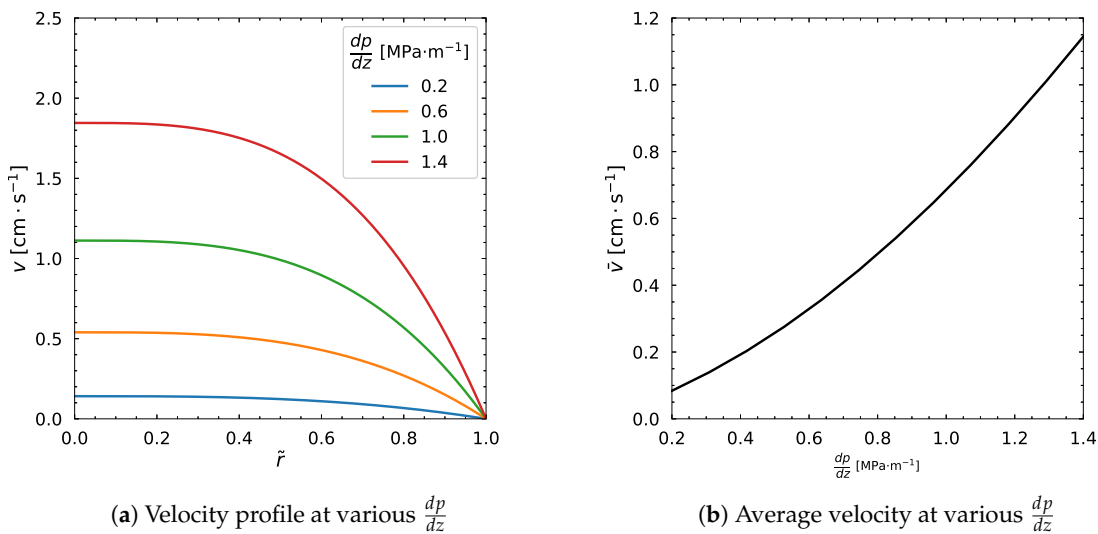 2.5
2.0
1.5
1.0
0.5
0.0
v [cm · s⁻¹]
dp/dz [MPa·m⁻¹]
0.2
0.6
1.0
1.4
0.0 0.2 0.4 0.6 0.8 1.0
r̃
(a) Velocity profile at various dp/dz
1.2
1.0
0.8
0.6
0.4
0.2
0.0
v̄ [cm · s⁻¹]
0.2 0.4 0.6 0.8 1.0 1.2 1.4
dp/dz [MPa·m⁻¹]
(b) Average velocity at various dp/dz